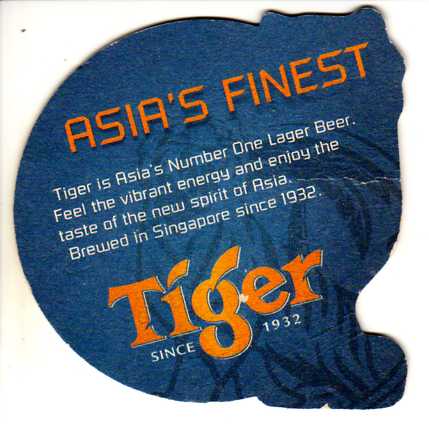 ASIA'S FINEST
Tiger is Asia's Number One Lager Beer.
Feel the vibrant energy and enjoy the
taste of the new spirit of Asia.
Brewed in Singapore since 1932.
Tiger
SINCE 1932